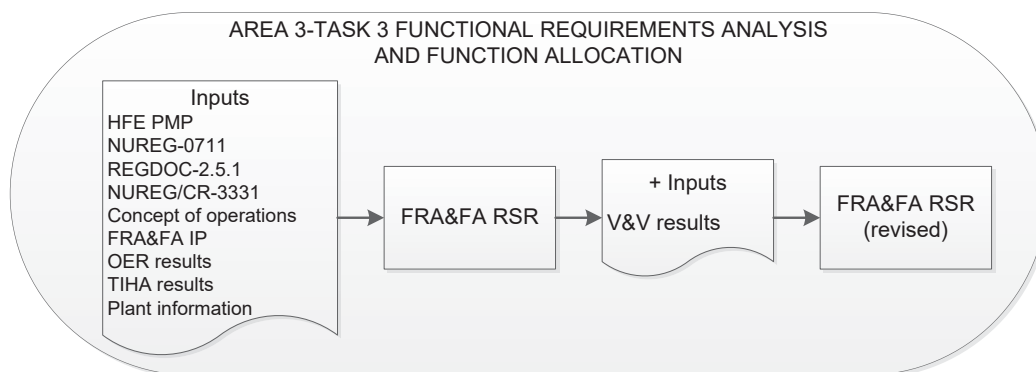 AREA 3-TASK 3 FUNCTIONAL REQUIREMENTS ANALYSIS
AND FUNCTION ALLOCATION
Inputs
HFE PMP
NUREG-0711
REGDOC-2.5.1
NUREG/CR-3331
Concept of operations
FRA&FA IP
OER results
TIHA results
Plant information
FRA&FA RSR
+ Inputs
V&V results
FRA&FA RSR
(revised)